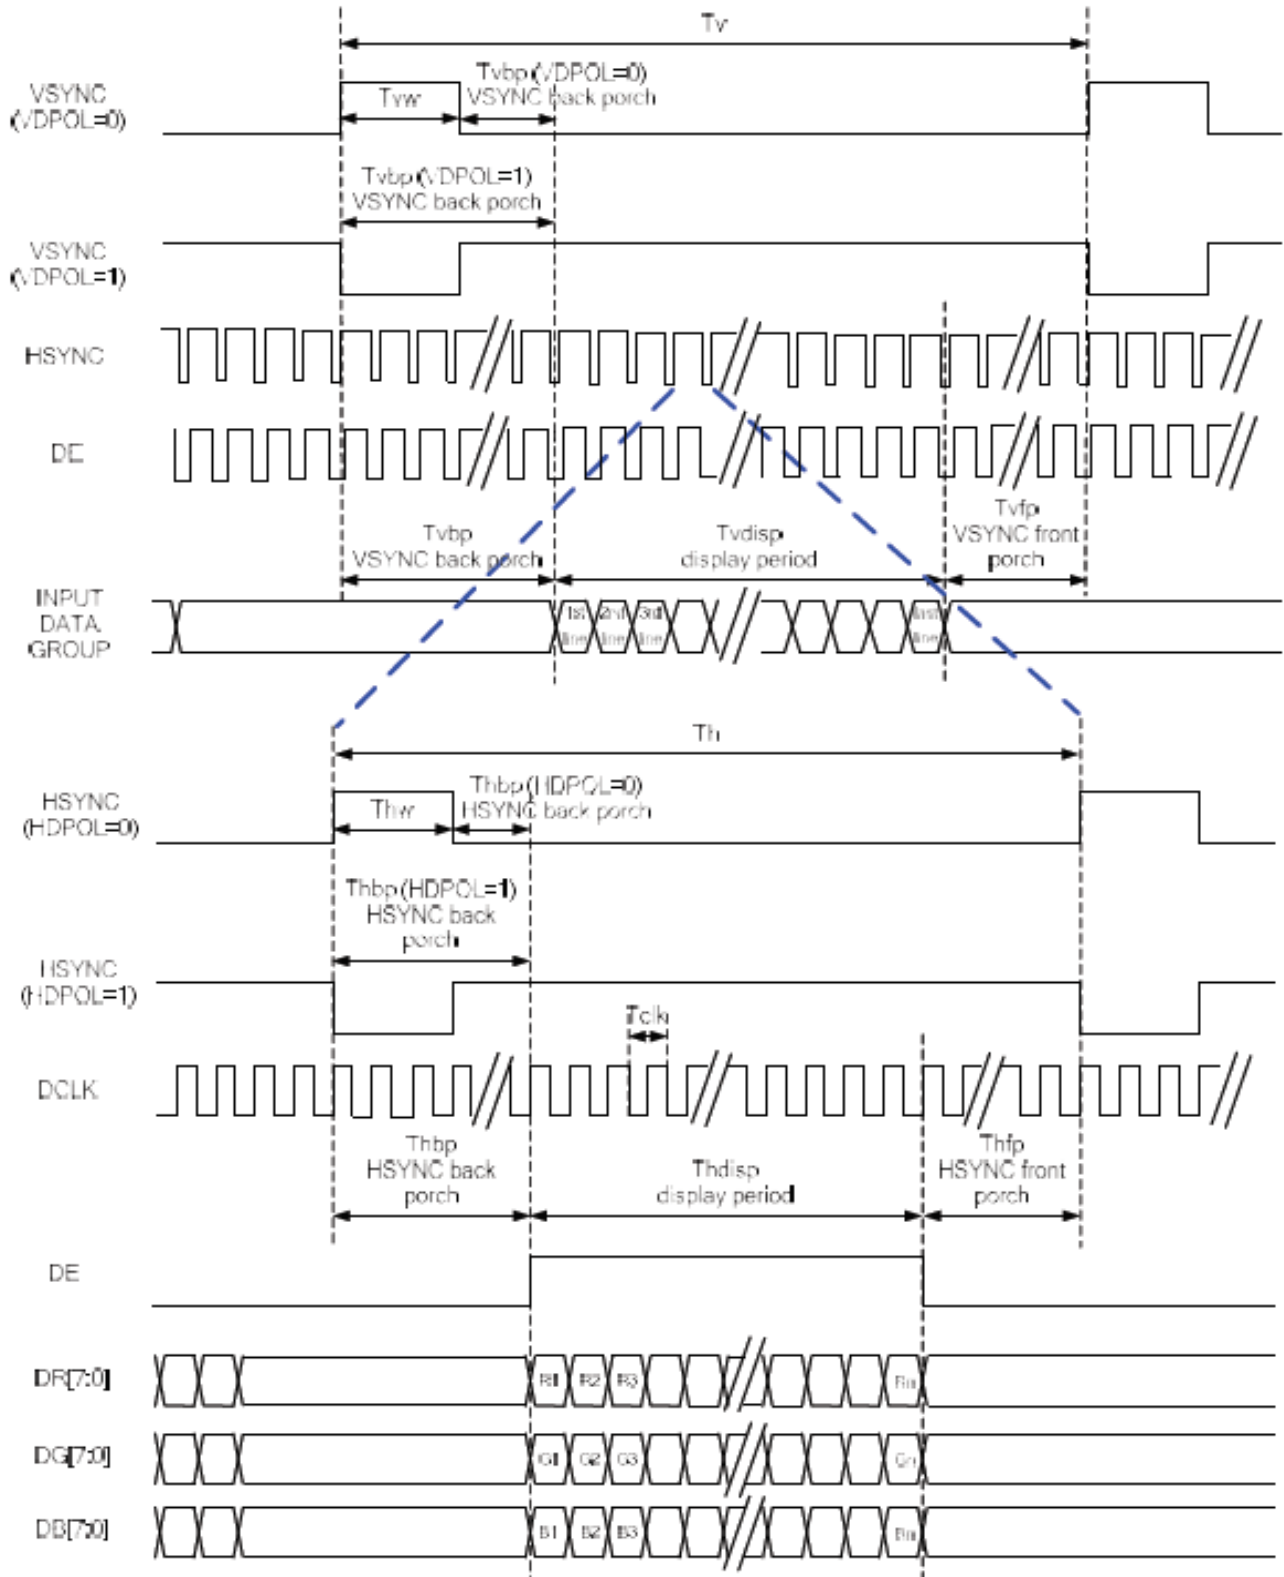 Tv
VSYNC
(VDPOL=0)
Tvw
Tvbp(VDPOL=0)
VSYNC back porch
Tvbp(VDPOL=1)
VSYNC back porch
VSYNC
(VDPOL=1)
HSYNC
DE
Tvbp
VSYNC back porch
Tvdisp
display period
Tvfp
VSYNC front
porch
INPUT
DATA
GROUP
1st
line
2nd
line
3rd
line
last
line
Th
HSYNC
(HDPOL=0)
Thw
Thbp(HDPOL=0)
HSYNC back porch
Thbp(HDPOL=1)
HSYNC back
porch
HSYNC
(HDPOL=1)
Tclk
DCLK
Thbp
HSYNC back
porch
Thdisp
display period
Thfp
HSYNC front
porch
DE
DR[7:0]
R1 R2 R3 Rn
DG[7:0]
G1 G2 G3 Gn
DB[7:0]
B1 B2 B3 Bn